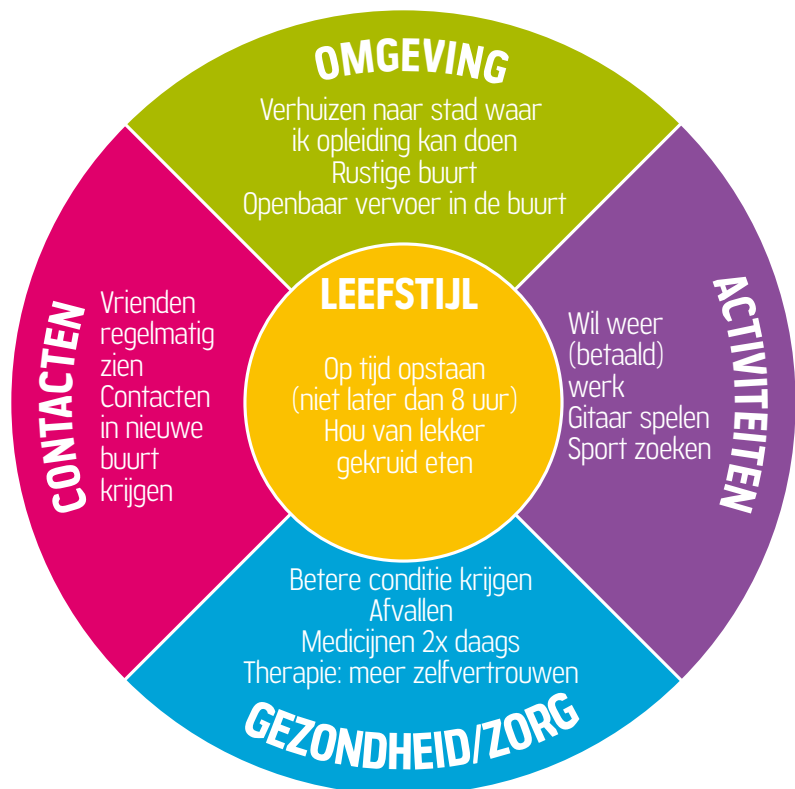 OMGEVING
Verhuizen naar stad waar
ik opleiding kan doen
Rustige buurt
Openbaar vervoer in de buurt
CONTACTEN
Vrienden
regelmatig
zien
Contacten
in nieuwe
buurt
krijgen
LEEFSTIJL
Op tijd opstaan
(niet later dan 8 uur)
Hou van lekker
gekruid eten
ACTIVITEITEN
Wil weer
(betaald)
werk
Gitaar spelen
Sport zoeken
Betere conditie krijgen
Afvallen
Medicijnen 2x daags
Therapie: meer zelfvertrouwen
GEZONDHEID/ZORG